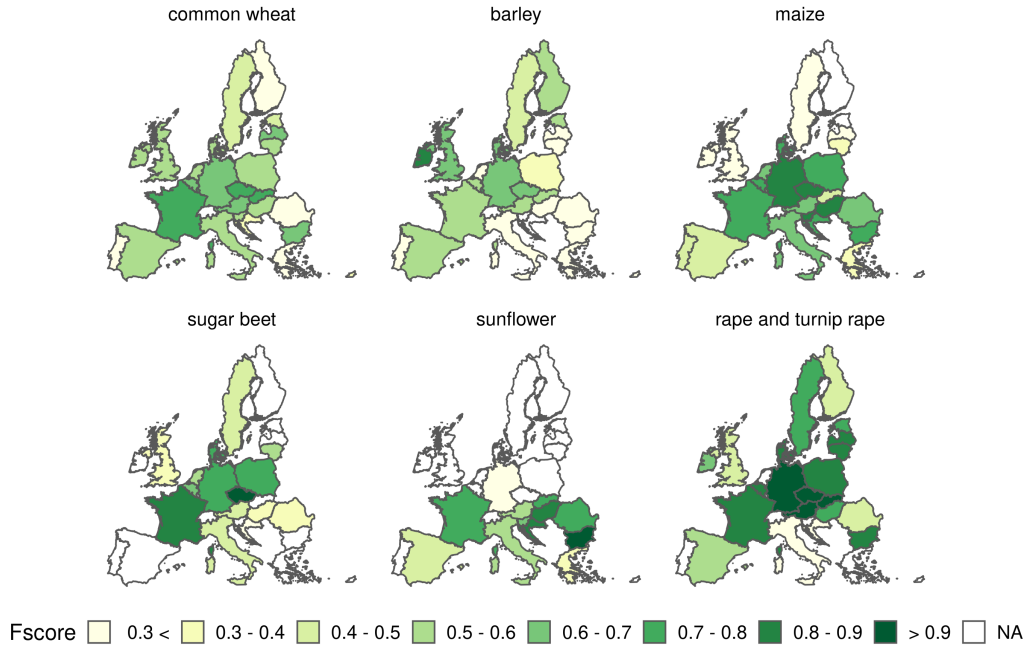 common wheat
barley
maize
sugar beet
sunflower
rape and turnip rape
Fscore 0.3 < 0.3 - 0.4 0.4 - 0.5 0.5 - 0.6 0.6 - 0.7 0.7 - 0.8 0.8 - 0.9 > 0.9 NA